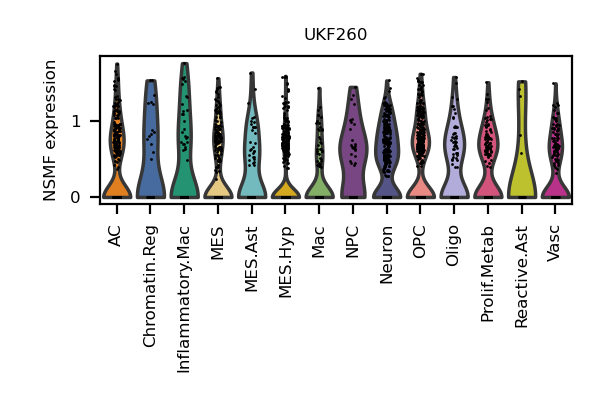 UKF260
NSMF expression
1
0
AC
Chromatin.Reg
Inflammatory.Mac
MES
MES.Ast
MES.Hyp
Mac
NPC
Neuron
OPC
Oligo
Prolif.Metab
Reactive.Ast
Vasc